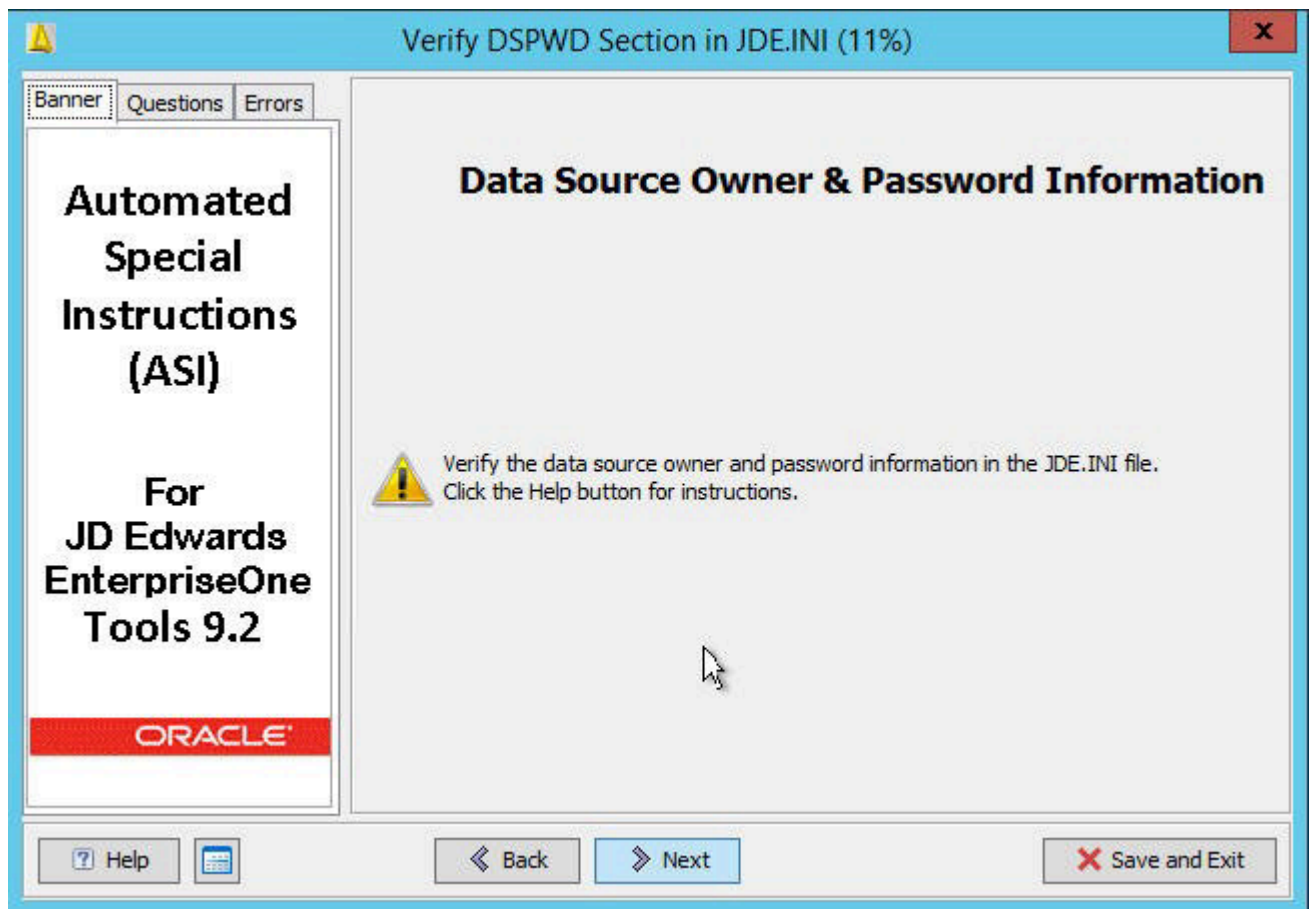 Verify DSPWD Section in JDE.INI (11%)
x
Banner Questions Errors
Automated
Special
Instructions
(ASI)
For
JD Edwards
EnterpriseOne
Tools 9.2
ORACLE
Data Source Owner & Password Information
Verify the data source owner and password information in the JDE.INI file.
Click the Help button for instructions.
? Help
Back
Next
Save and Exit